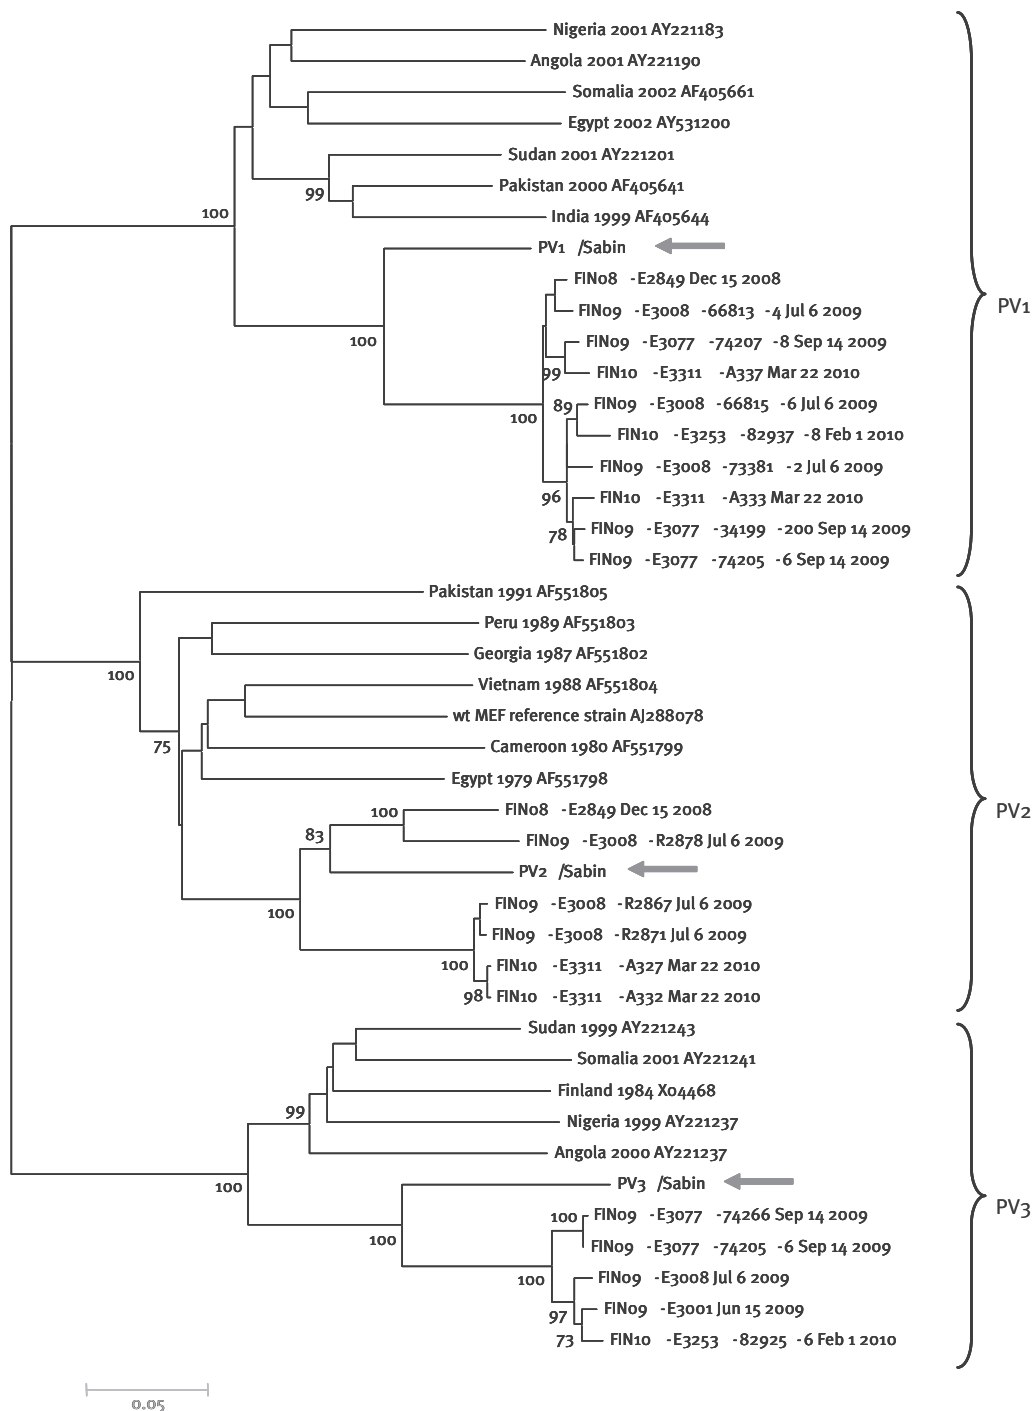 Nigeria 2001 AY221183
Angola 2001 AY221190
Somalia 2002 AF405661
Egypt 2002 AY531200
Sudan 2001 AY221201
99
Pakistan 2000 AF405641
100
India 1999 AF405644
PV1 /Sabin
FIN08 -E2849 Dec 15 2008
PV1
FIN09 -E3008 -66813 -4 Jul 6 2009
100
FIN09 -E3077 -74207 -8 Sep 14 2009
99
FIN10 -E3311 -A337 Mar 22 2010
89
FIN09 -E3008 -66815 -6 Jul 6 2009
100
FIN10 -E3253 -82937 -8 Feb 1 2010
FIN09 -E3008 -73381 -2 Jul 6 2009
96
FIN10 -E3311 -A333 Mar 22 2010
78
FIN09 -E3077 -34199 -200 Sep 14 2009
FIN09 -E3077 -74205 -6 Sep 14 2009
Pakistan 1991 AF551805
Peru 1989 AF551803
Georgia 1987 AF551802
100
Vietnam 1988 AF551804
wt MEF reference strain AJ288078
75
Cameroon 1980 AF551799
Egypt 1979 AF551798
100
FIN08 -E2849 Dec 15 2008
PV2
83
FIN09 -E3008 -R2878 Jul 6 2009
PV2 /Sabin
FIN09 -E3008 -R2867 Jul 6 2009
100
FIN09 -E3008 -R2871 Jul 6 2009
100
FIN10 -E3311 -A327 Mar 22 2010
98
FIN10 -E3311 -A332 Mar 22 2010
Sudan 1999 AY221243
Somalia 2001 AY221241
Finland 1984 X04468
99
Nigeria 1999 AY221237
Angola 2000 AY221237
100
PV3 /Sabin
PV3
100
FIN09 -E3077 -74266 Sep 14 2009
100
FIN09 -E3077 -74205 -6 Sep 14 2009
100
FIN09 -E3008 Jul 6 2009
97
FIN09 -E3001 Jun 15 2009
73
FIN10 -E3253 -82925 -6 Feb 1 2010
0.05